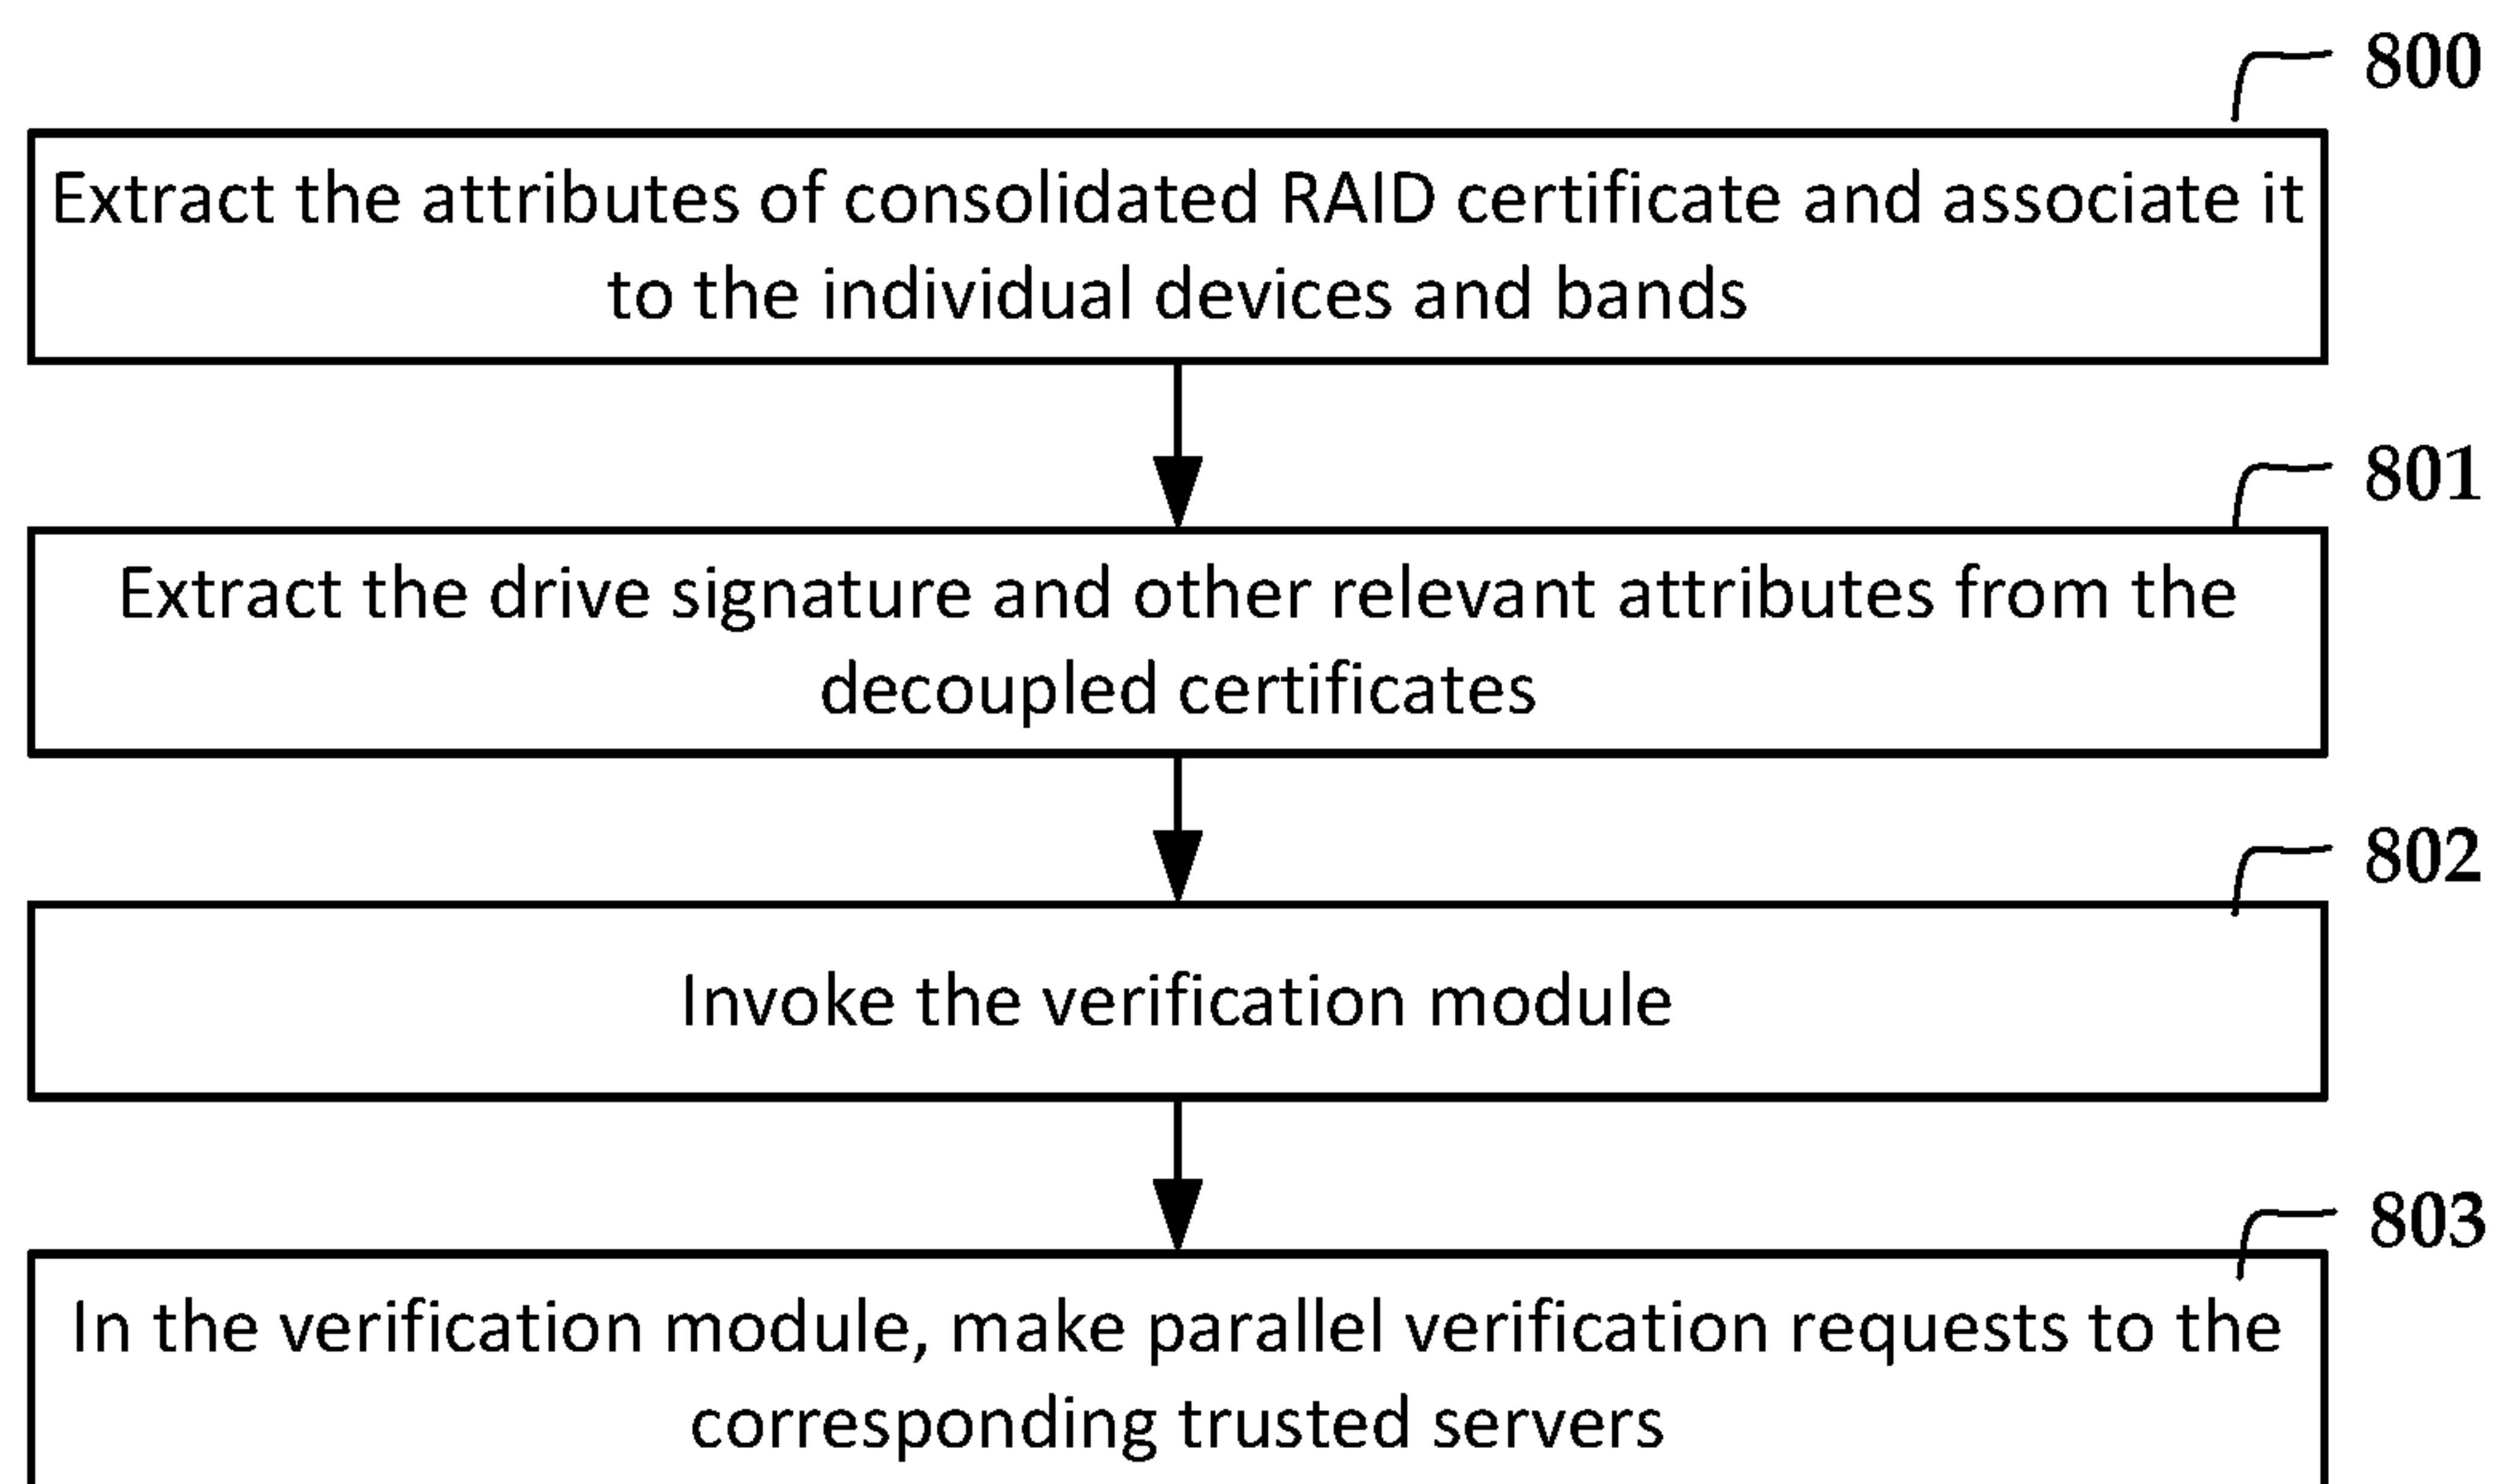 800
Extract the attributes of consolidated RAID certificate and associate it
to the individual devices and bands
801
Extract the drive signature and other relevant attributes from the
decoupled certificates
802
Invoke the verification module
803
In the verification module, make parallel verification requests to the
corresponding trusted servers